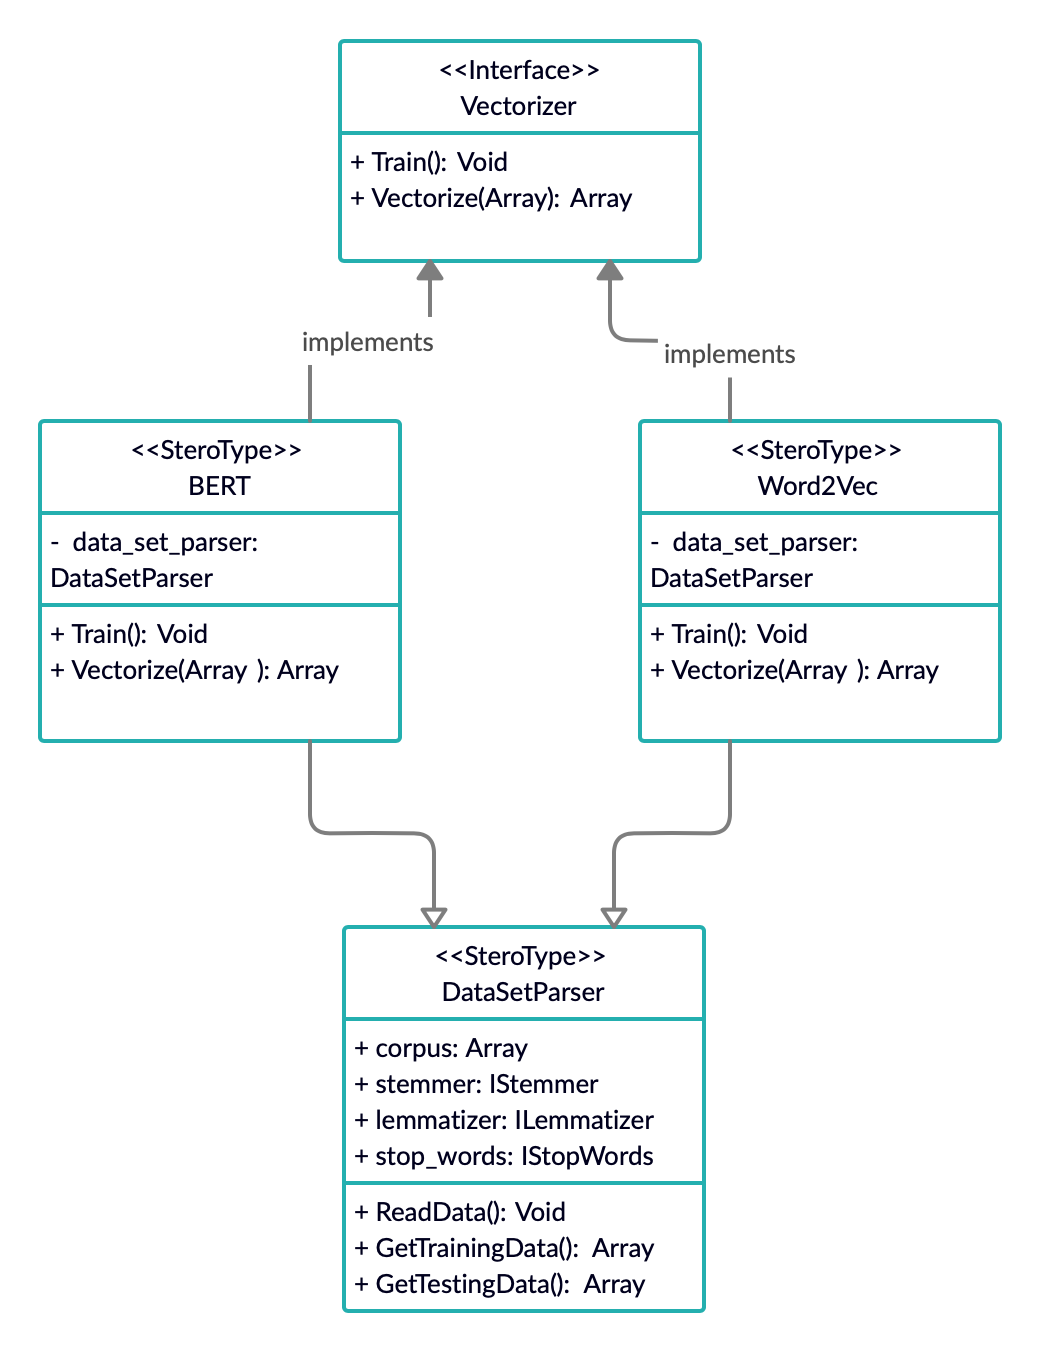 <<Interface>>
Vectorizer
+ Train(): Void
+ Vectorize(Array): Array
implements
implements
<<SteroType>>
BERT
- data_set_parser:
DataSetParser
+ Train(): Void
+ Vectorize(Array ): Array
<<SteroType>>
Word2Vec
- data_set_parser:
DataSetParser
+ Train(): Void
+ Vectorize(Array ): Array
<<SteroType>>
DataSetParser
+ corpus: Array
+ stemmer: IStemmer
+ lemmatizer: ILemmatizer
+ stop_words: IStopWords
+ ReadData(): Void
+ GetTrainingData(): Array
+ GetTestingData(): Array